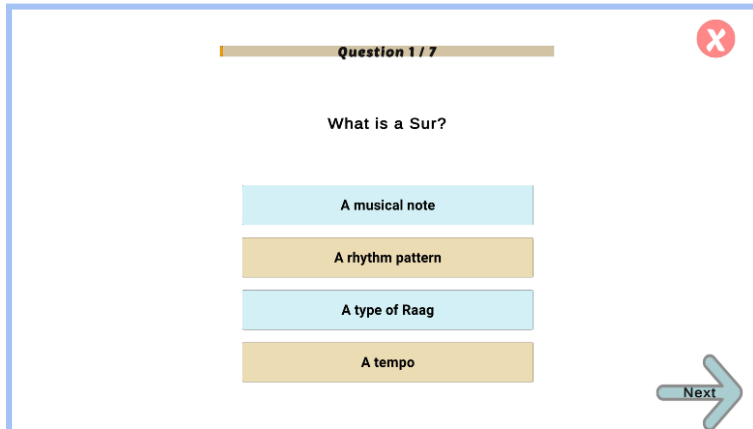 Question 1 / 7
X
What is a Sur?
A musical note
A rhythm pattern
A type of Raag
A tempo
Next